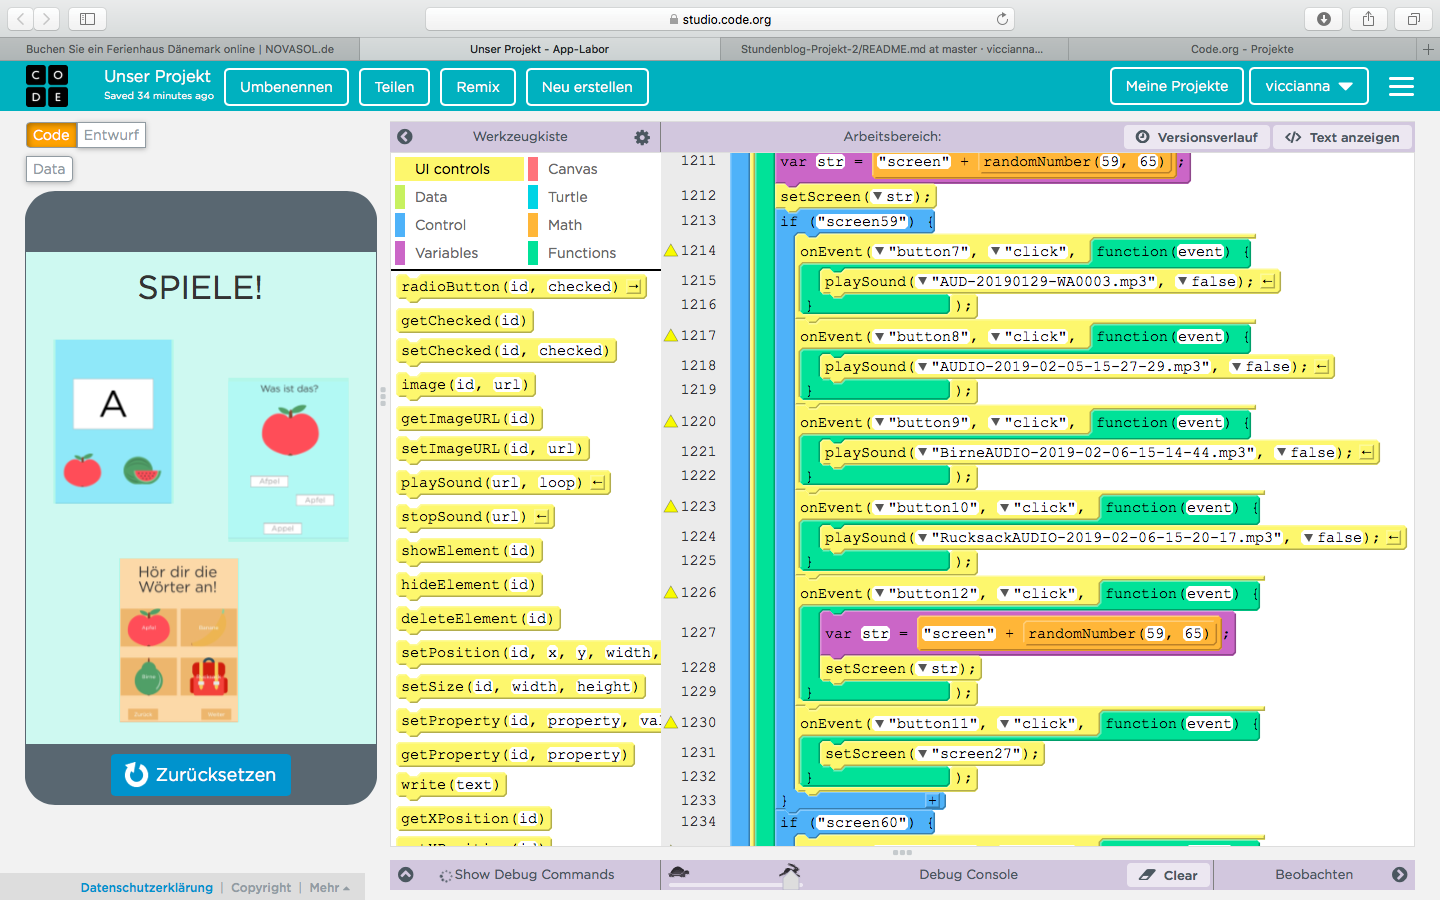 studio.code.org
Buchen Sie ein Ferienhaus Dänemark online | NOVASOL.de
Unser Projekt - App-Labor
Stundenblog-Projekt-2/README.md at master · viccianna...
Code.org - Projekte
C O
D E
Unser Projekt
Saved 34 minutes ago
Umbenennen
Teilen
Remix
Neu erstellen
Meine Projekte
viccianna
Code
Entwurf
Data
Werkzeugkiste
Arbeitsbereich:
Versionsverlauf
Text anzeigen
UI controls
Canvas
Data
Turtle
Control
Math
Variables
Functions
radioButton(id, checked)
getChecked(id)
setChecked(id, checked)
image(id, url)
getImageURL(id)
setImageURL(id, url)
playSound(url, loop)
stopSound(url)
showElement(id)
hideElement(id)
deleteElement(id)
setPosition(id, x, y, width,
setSize(id, width, height)
setProperty(id, property, val
getProperty(id, property)
write(text)
getXPosition(id)
SPIELE!
A
Was ist das?
Afpel
Apfel
Appel
Hör dir die
Wörter an!
Apfel
Banane
Birne
Zurück
Weiter
Zurücksetzen
1211 var str = "screen" + randomNumber(59, 65);
1212 setScreen(str);
1213 if ("screen59") {
1214 onEvent("button7", "click", function(event) {
1215 playSound("AUD-20190129-WA0003.mp3", false);
1216 });
1217 onEvent("button8", "click", function(event) {
1218 playSound("AUDIO-2019-02-05-15-27-29.mp3", false);
1219 });
1220 onEvent("button9", "click", function(event) {
1221 playSound("BirneAUDIO-2019-02-06-15-14-44.mp3", false);
1222 });
1223 onEvent("button10", "click", function(event) {
1224 playSound("RucksackAUDIO-2019-02-06-15-20-17.mp3", false);
1225 });
1226 onEvent("button12", "click", function(event) {
1227 var str = "screen" + randomNumber(59, 65);
1228 setScreen(str);
1229 });
1230 onEvent("button11", "click", function(event) {
1231 setScreen("screen27");
1232 });
1233 } +
1234 if ("screen60") {
Show Debug Commands
Debug Console
Clear
Beobachten
Datenschutzerklärung | Copyright | Mehr